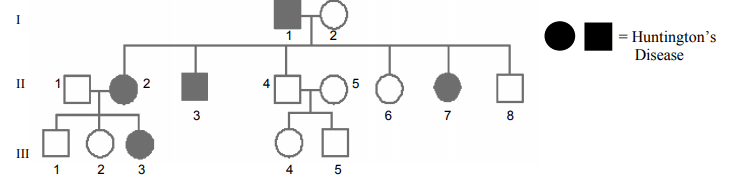 I
1 2
= Huntington's
Disease
II
1 2 4 5
3 6 7 8
III
1 2 3 4 5